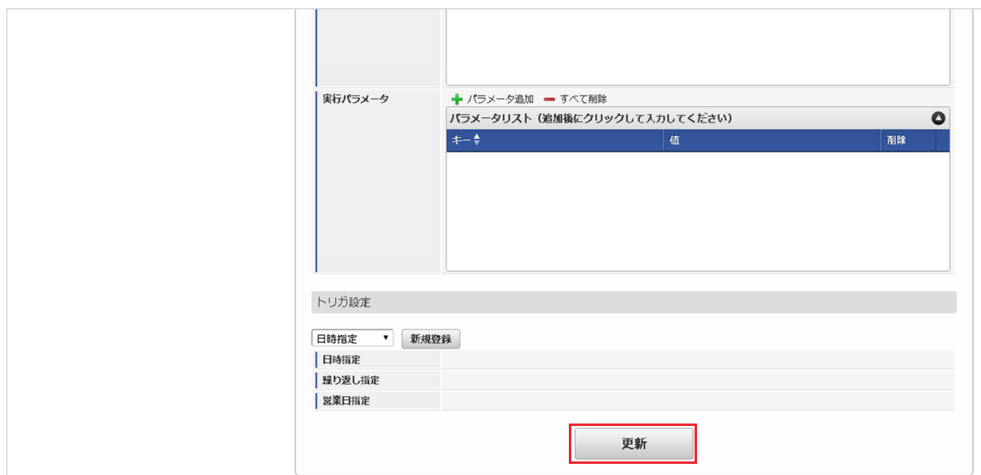 実行パラメータ
パラメータ追加 すべて削除
パラメータリスト（追加後にクリックして入力してください）
キー 値 削除
トリガ設定
日時指定 新規登録
日時指定
繰り返し指定
営業日指定
更新